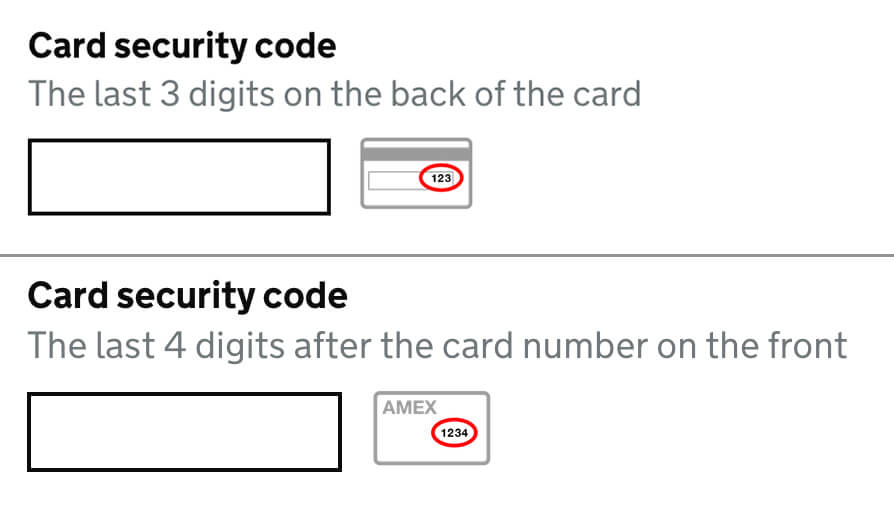 Card security code
The last 3 digits on the back of the card
123
Card security code
The last 4 digits after the card number on the front
AMEX
1234